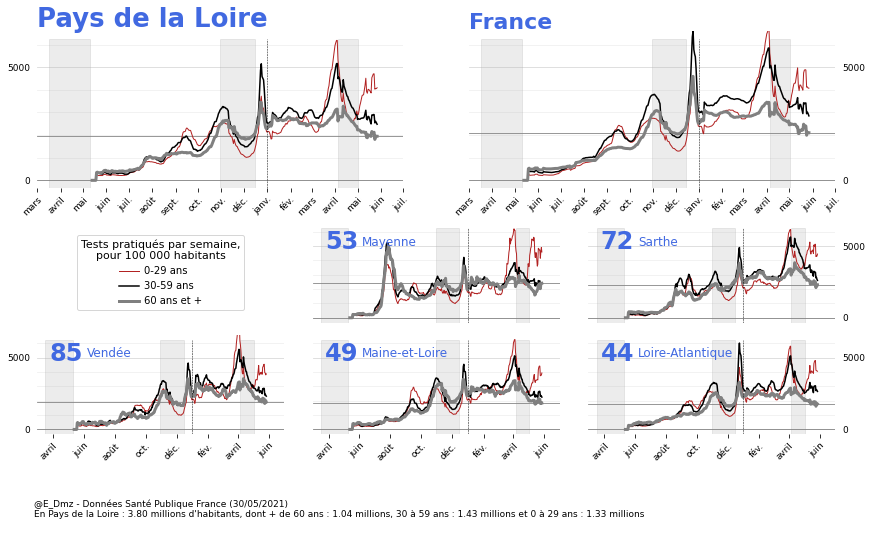 Pays de la Loire
France
5000
0
5000
0
mars avril mai juin juil. août sept. oct. nov. déc. janv. fév. mars avril mai juin juil.
mars avril mai juin juil. août sept. oct. nov. déc. janv. fév. mars avril mai juin juil.
Tests pratiqués par semaine,
pour 100 000 habitants
0-29 ans
30-59 ans
60 ans et +
53 Mayenne
72 Sarthe
5000
0
85 Vendée
49 Maine-et-Loire
44 Loire-Atlantique
5000
0
5000
0
avril juin août oct. déc. fév. avril juin
avril juin août oct. déc. fév. avril juin
avril juin août oct. déc. fév. avril juin
@E_Dmz - Données Santé Publique France (30/05/2021)
En Pays de la Loire : 3.80 millions d'habitants, dont + de 60 ans : 1.04 millions, 30 à 59 ans : 1.43 millions et 0 à 29 ans : 1.33 millions